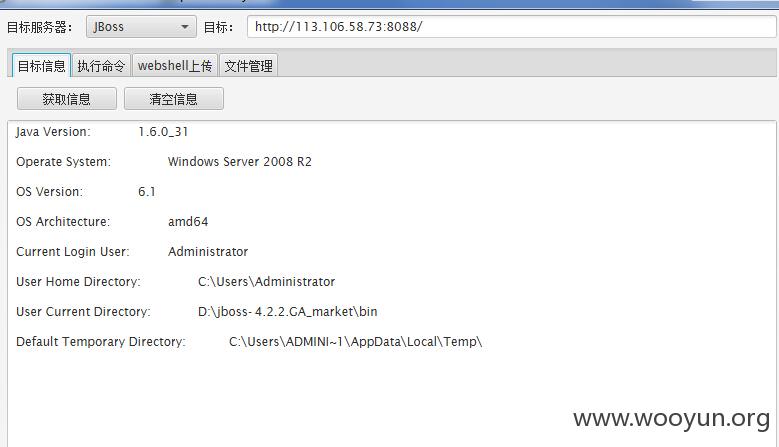 目标服务器: JBoss 目标: http://113.106.58.73:8088/
目标信息 执行命令 webshell上传 文件管理
获取信息 清空信息
Java Version: 1.6.0_31
Operate System: Windows Server 2008 R2
OS Version: 6.1
OS Architecture: amd64
Current Login User: Administrator
User Home Directory: C:\Users\Administrator
User Current Directory: D:\jboss- 4.2.2.GA_market\bin
Default Temporary Directory: C:\Users\ADMINI~1\AppData\Local\Temp\
www.wooyun.org